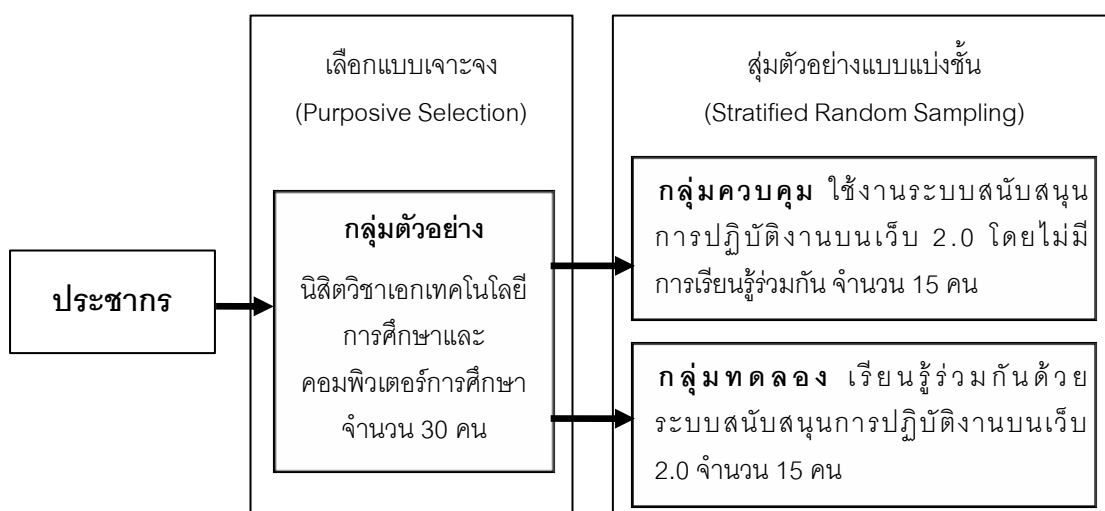 ประชากร
เลือกแบบเจาะจง
(Purposive Selection)
กลุ่มตัวอย่าง
นิสิตวิชาเอกเทคโนโลยี
การศึกษาและ
คอมพิวเตอร์การศึกษา
จำนวน 30 คน
สุ่มตัวอย่างแบบแบ่งชั้น
(Stratified Random Sampling)
กลุ่มควบคุม ใช้งานระบบสนับสนุน
การปฏิบัติงานบนเว็บ 2.0 โดยไม่มี
การเรียนรู้ร่วมกัน จำนวน 15 คน
กลุ่มทดลอง เรียนรู้ร่วมกันด้วย
ระบบสนับสนุนการปฏิบัติงานบนเว็บ
2.0 จำนวน 15 คน